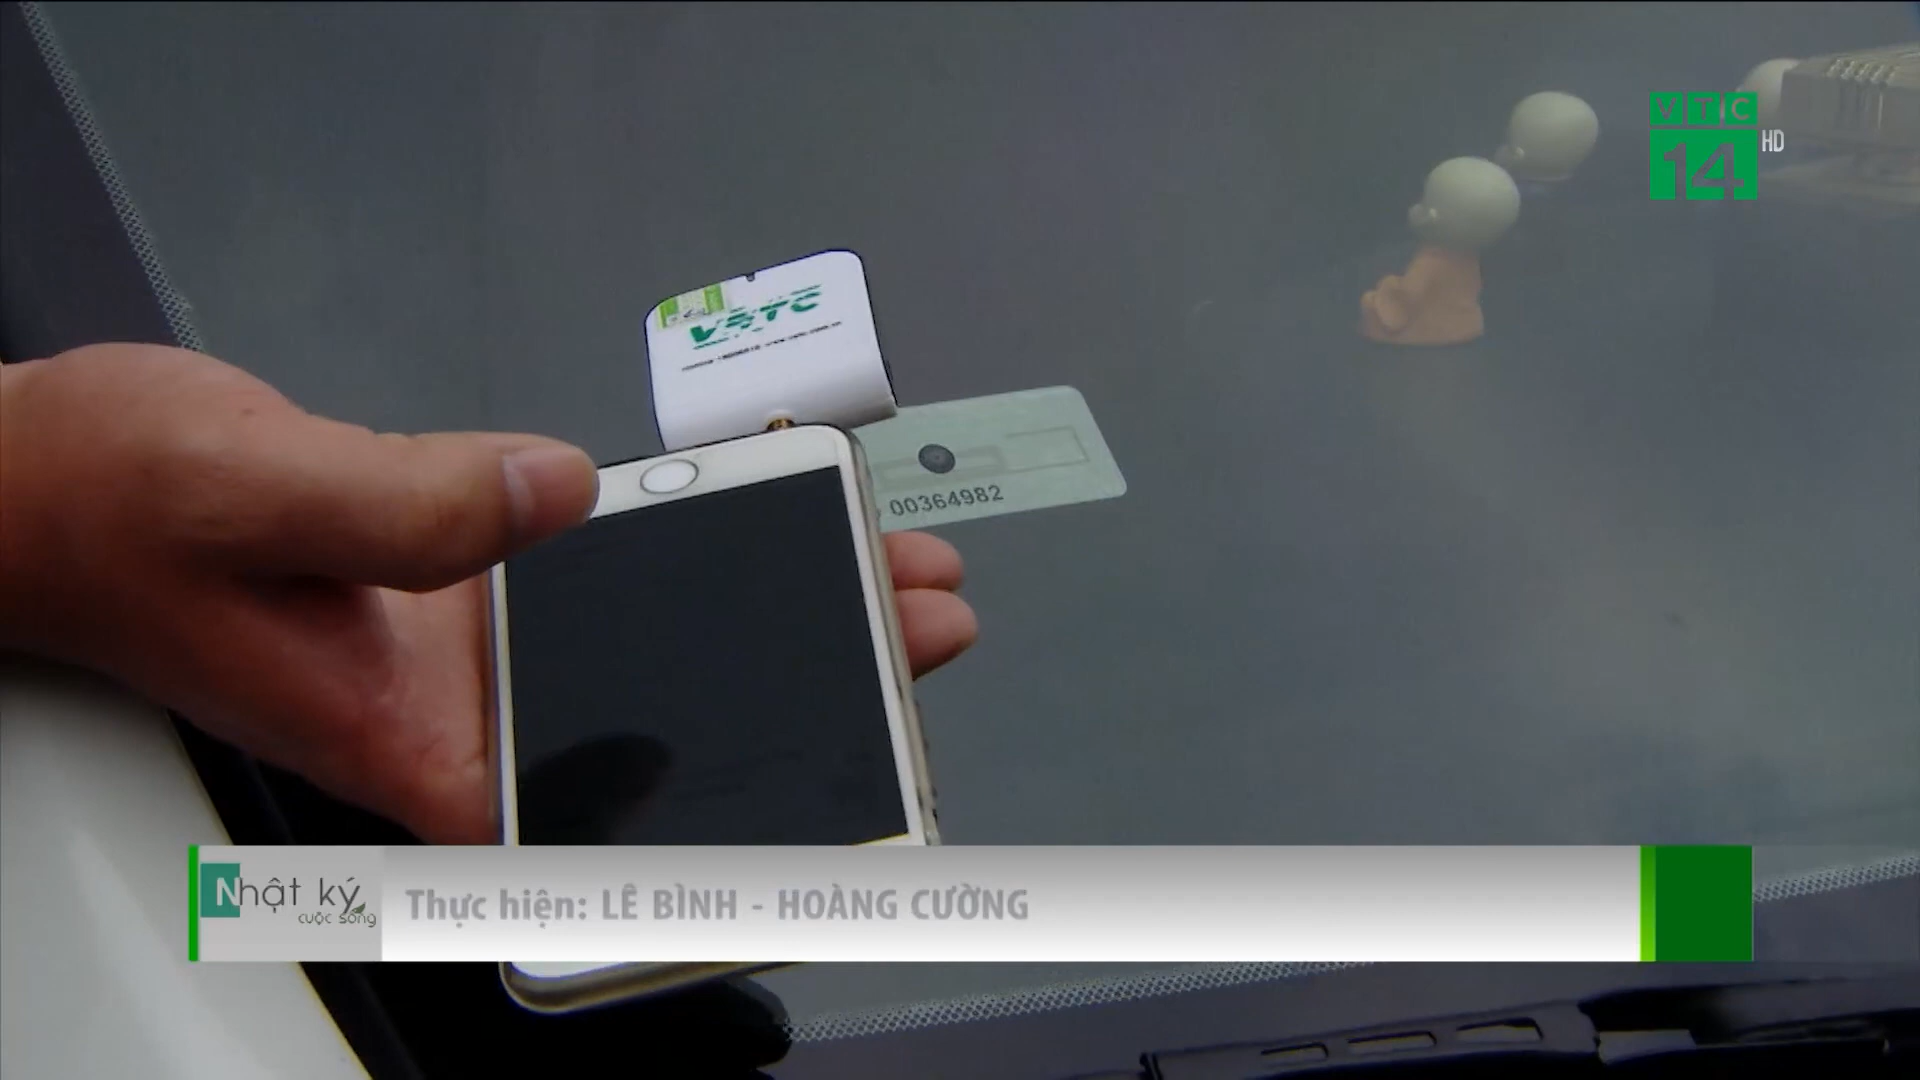 VTC
14 HD
VETC
00364982
Nhật ký
cuộc sống
Thực hiện: LÊ BÌNH - HOÀNG CƯỜNG